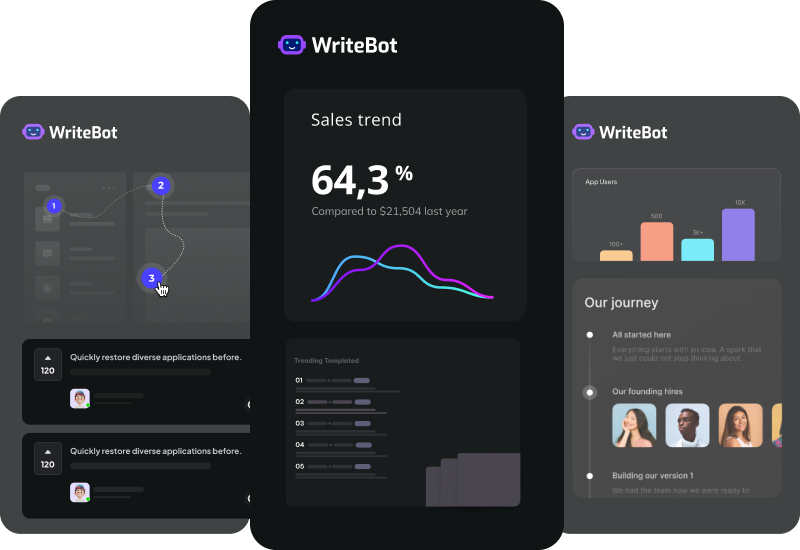 WriteBot
1
2
3
120
Quickly restore diverse applications before.
120
Quickly restore diverse applications before.
WriteBot
Sales trend
64,3 %
Compared to $21,504 last year
Trending Templated
01
02
03
04
05
WriteBot
App Users
100+
500
3K+
10K
Our journey
All started here
Everything starts with an idea. A spark that
we just could not stop thinking about.
Our founding hires
Building our version 1
We had the team now we were ready to